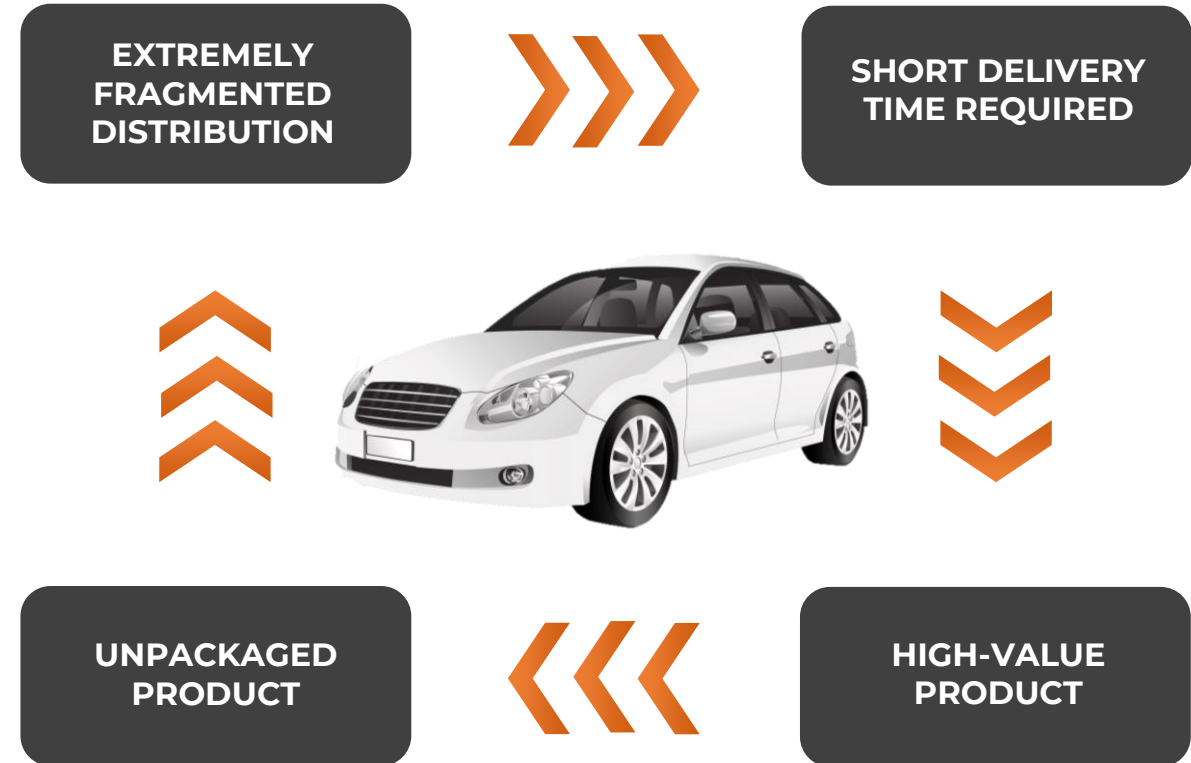 EXTREMELY
FRAGMENTED
DISTRIBUTION
SHORT DELIVERY
TIME REQUIRED
UNPACKAGED
PRODUCT
HIGH-VALUE
PRODUCT